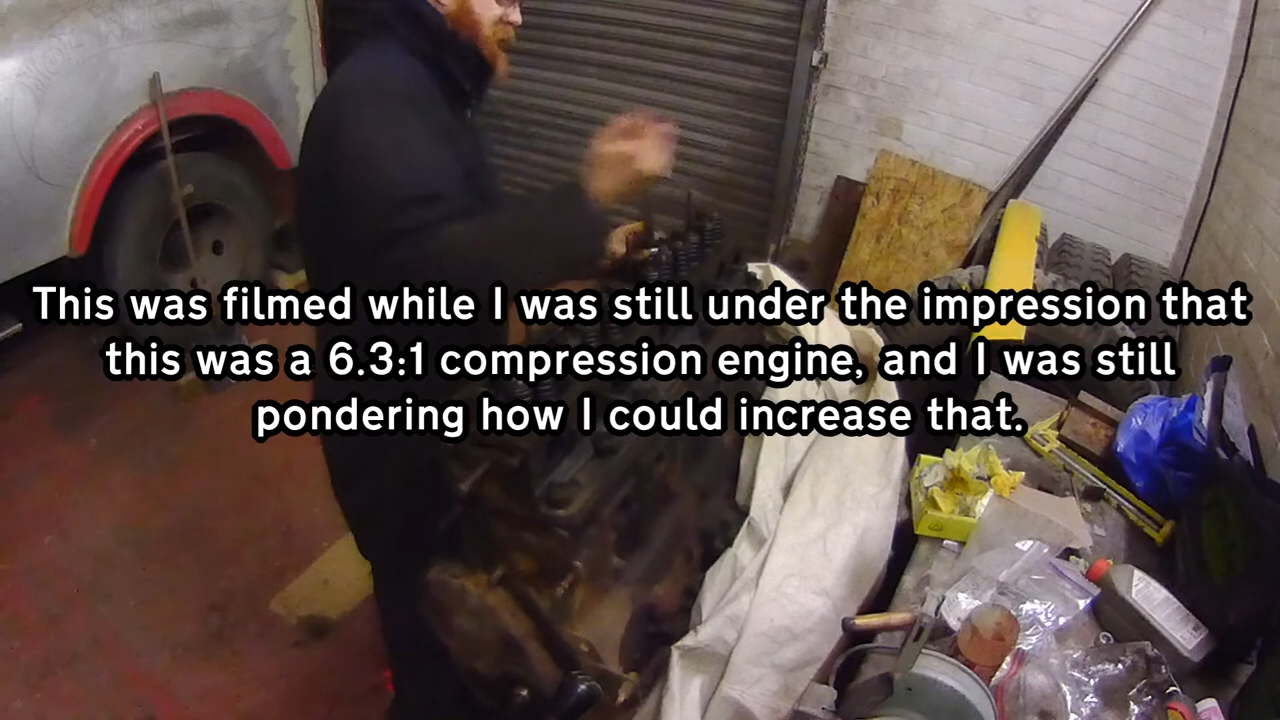 This was filmed while I was still under the impression that
this was a 6.3:1 compression engine, and I was still
pondering how I could increase that.